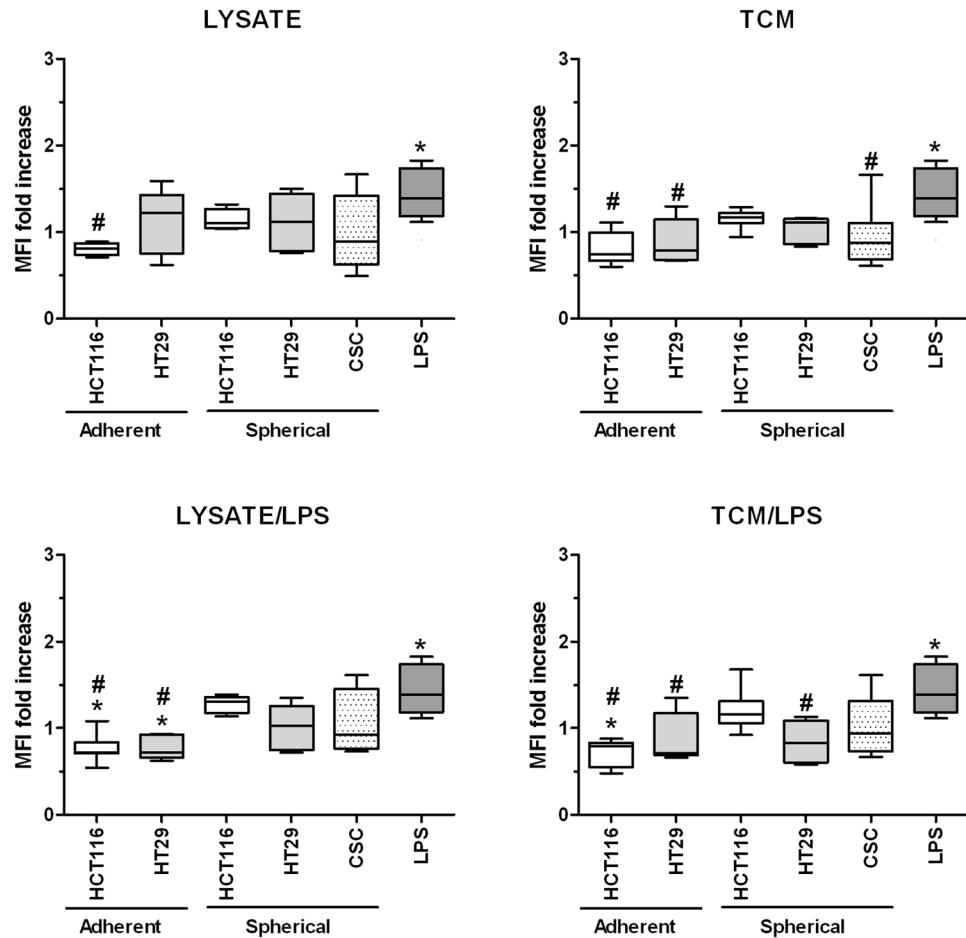 LYSATE
MFI fold increase
3
2
1
0
#
*
HCT116
HT29
HCT116
HT29
CSC
LPS
Adherent
Spherical
TCM
MFI fold increase
3
2
1
0
#
#
#
*
HCT116
HT29
HCT116
HT29
CSC
LPS
Adherent
Spherical
LYSATE/LPS
MFI fold increase
3
2
1
0
#
*
#
*
*
HCT116
HT29
HCT116
HT29
CSC
LPS
Adherent
Spherical
TCM/LPS
MFI fold increase
3
2
1
0
#
*
#
#
*
HCT116
HT29
HCT116
HT29
CSC
LPS
Adherent
Spherical